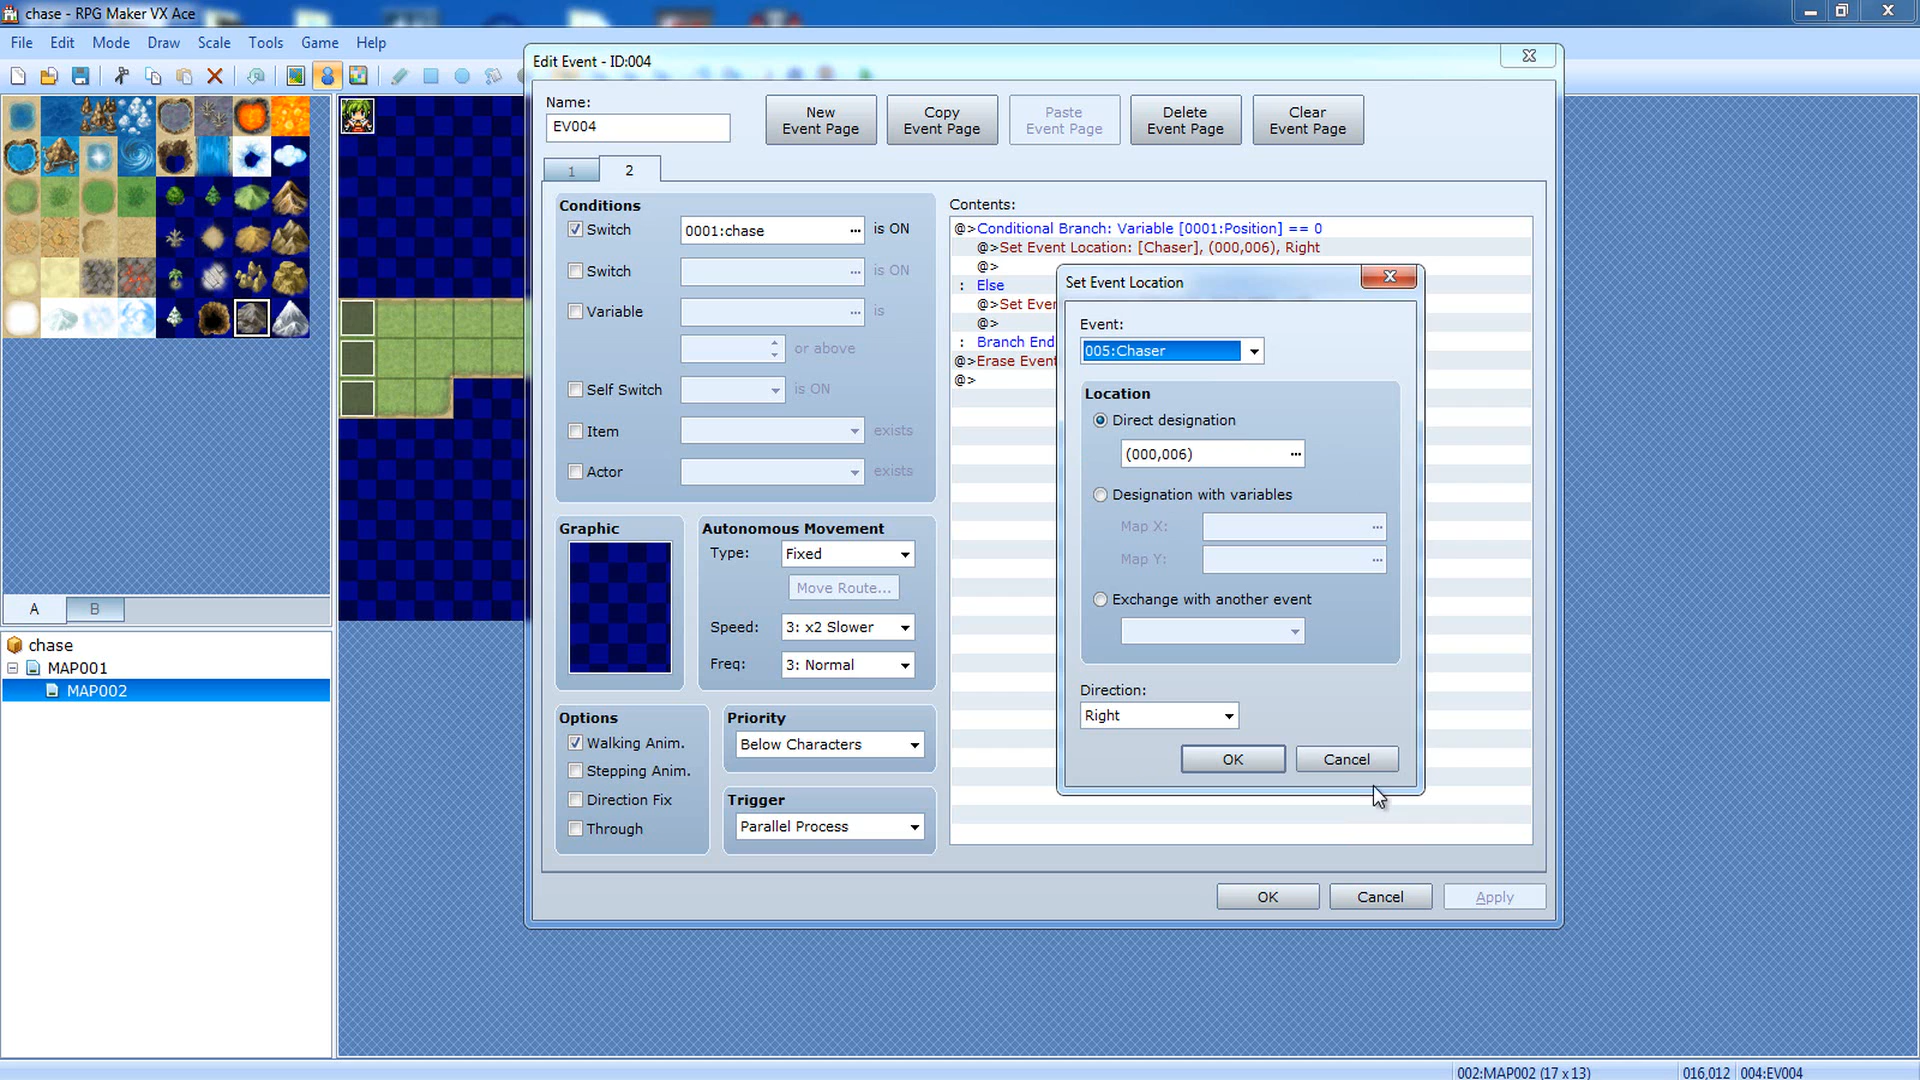 chase - RPG Maker VX Ace
File Edit Mode Draw Scale Tools Game Help
Edit Event - ID:004
Name:
EV004
New Event Page
Copy Event Page
Paste Event Page
Delete Event Page
Clear Event Page
1 2
Conditions
Switch 0001:chase ... is ON
Switch ... is ON
Variable ... is
or above
Self Switch is ON
Item exists
Actor exists
Graphic
Autonomous Movement
Type: Fixed
Move Route...
Speed: 3: x2 Slower
Freq: 3: Normal
Options
Walking Anim.
Stepping Anim.
Direction Fix
Through
Priority
Below Characters
Trigger
Parallel Process
Contents:
@>Conditional Branch: Variable [0001:Position] == 0
@>Set Event Location: [Chaser], (000,006), Right
@>
: Else
@>Set Ever
@>
: Branch End
@>Erase Event
@>
Set Event Location
Event:
005:Chaser
Location
Direct designation
(000,006) ...
Designation with variables
Map X: ...
Map Y: ...
Exchange with another event
Direction:
Right
OK Cancel
OK Cancel Apply
A B
chase
MAP001
MAP002
002:MAP002 (17 x 13) 016,012 004:EV004